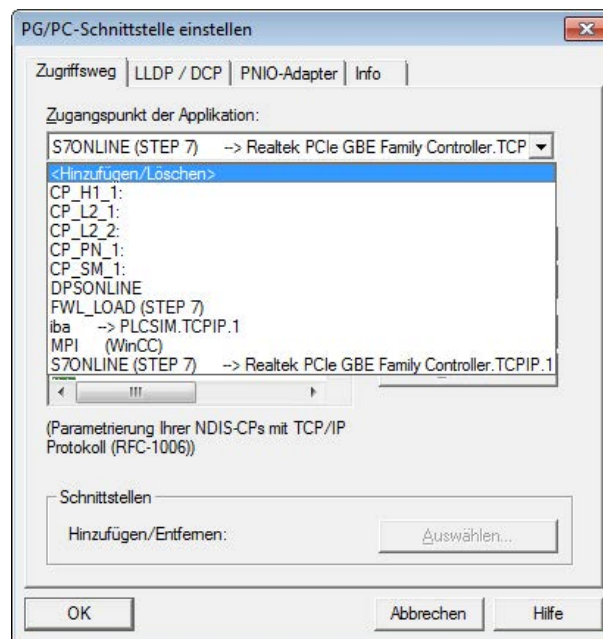 PG/PC-Schnittstelle einstellen
Zugriffsweg LLDP / DCP PNIO-Adapter Info
Zugangspunkt der Applikation:
S7ONLINE (STEP 7) --> Realtek PCIe GBE Family Controller.TCP
<Hinzufügen/Löschen>
CP_H1_1:
CP_L2_1:
CP_L2_2:
CP_PN_1:
CP_SM_1:
DPSONLINE
FWL_LOAD (STEP 7)
iba --> PLCSIM.TCPIP.1
MPI (WinCC)
S7ONLINE (STEP 7) --> Realtek PCIe GBE Family Controller.TCPIP.1
(Parametrierung Ihrer NDIS-CPs mit TCP/IP
Protokoll (RFC-1006))
Schnittstellen
Hinzufügen/Entfernen: Auswählen...
OK Abbrechen Hilfe